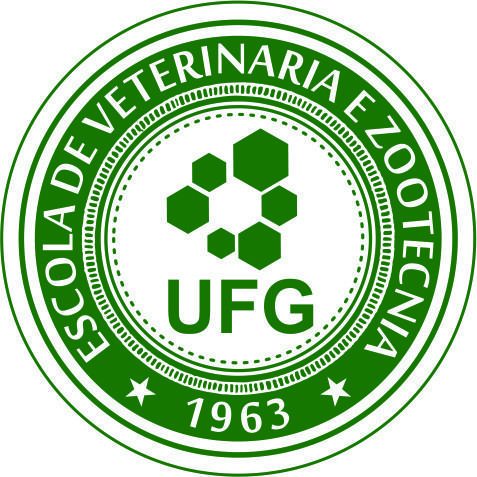 ESCOLA DE VETERINARIA E ZOOTECNIA
UFG
1963